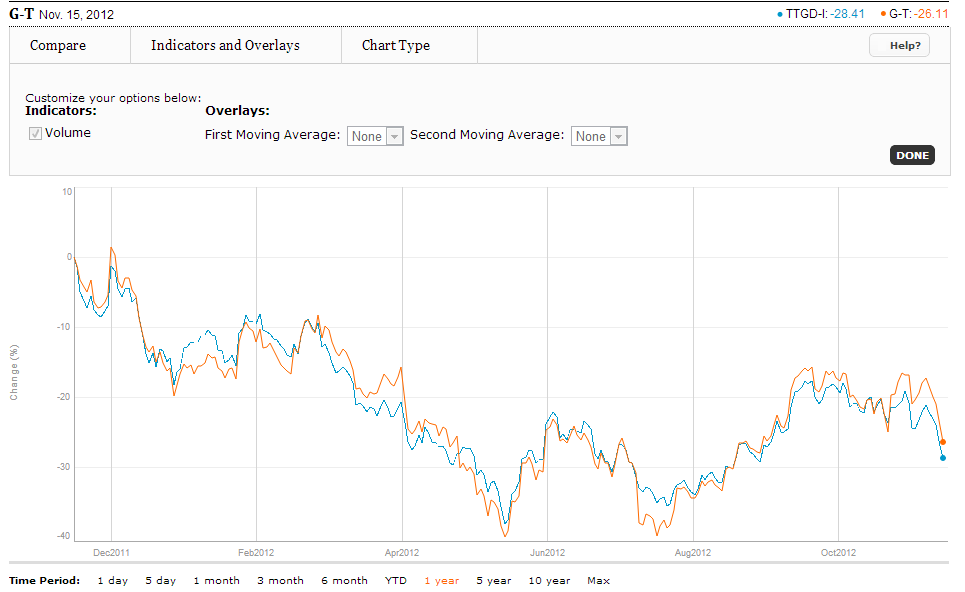 G-T Nov. 15, 2012 TTGD-I: -28.41 G-T: -26.11
Compare Indicators and Overlays Chart Type Help?
Customize your options below:
Indicators: Overlays:
Volume First Moving Average: None Second Moving Average: None
DONE
10
0
-10
-20
-30
-40
Change (%)
Dec2011 Feb2012 Apr2012 Jun2012 Aug2012 Oct2012
Time Period: 1 day 5 day 1 month 3 month 6 month YTD 1 year 5 year 10 year Max